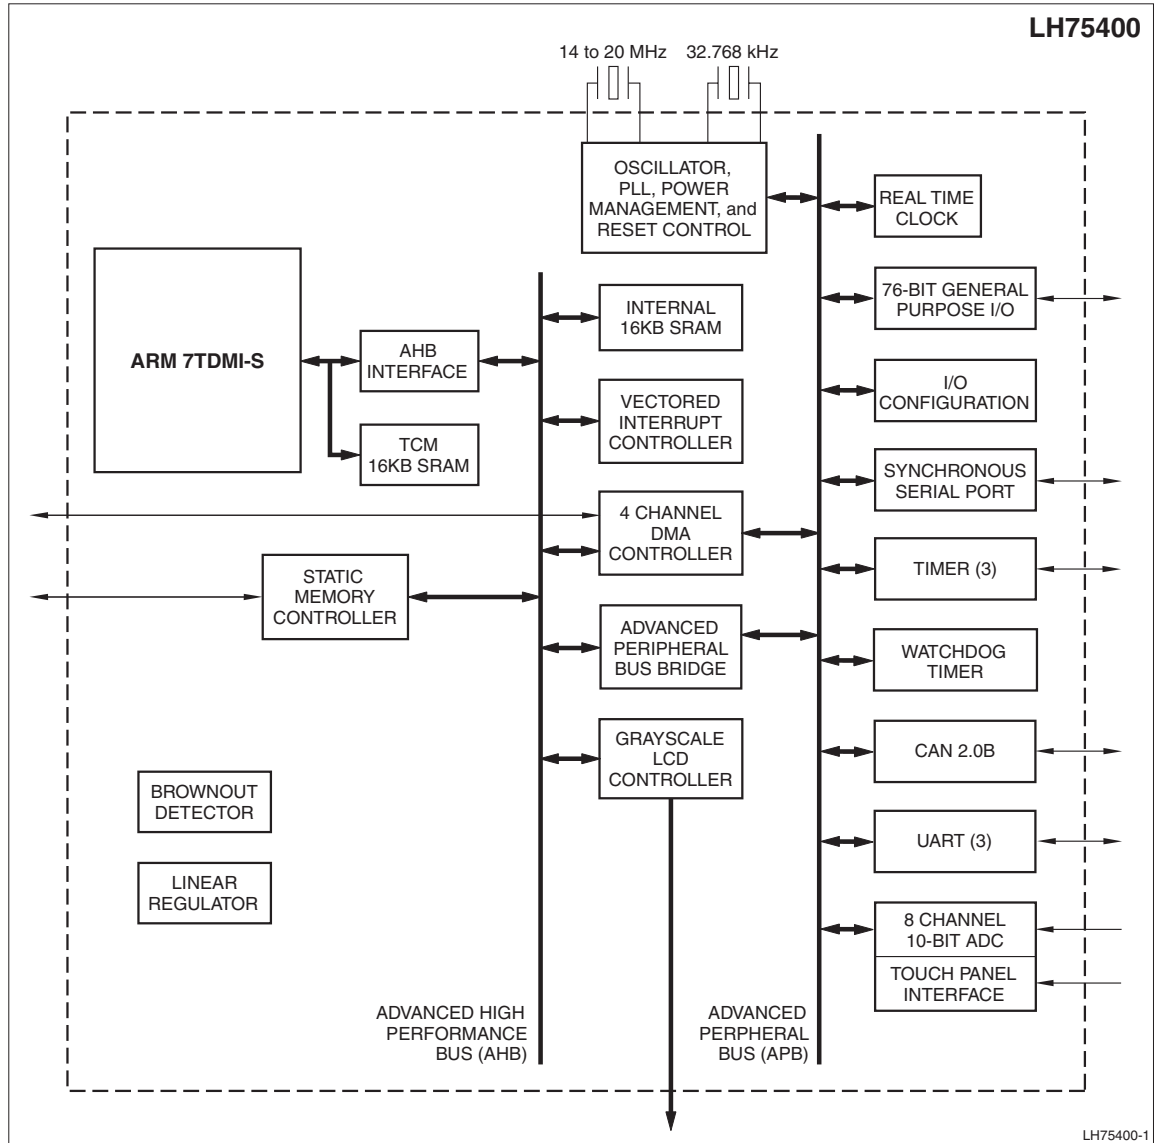 LH75400
14 to 20 MHz
32.768 kHz
OSCILLATOR,
PLL, POWER
MANAGEMENT, and
RESET CONTROL
REAL TIME
CLOCK
ARM 7TDMI-S
AHB
INTERFACE
TCM
16KB SRAM
INTERNAL
16KB SRAM
VECTORED
INTERRUPT
CONTROLLER
4 CHANNEL
DMA
CONTROLLER
STATIC
MEMORY
CONTROLLER
ADVANCED
PERIPHERAL
BUS BRIDGE
GRAYSCALE
LCD
CONTROLLER
76-BIT GENERAL
PURPOSE I/O
I/O
CONFIGURATION
SYNCHRONOUS
SERIAL PORT
TIMER (3)
WATCHDOG
TIMER
CAN 2.0B
UART (3)
8 CHANNEL
10-BIT ADC
TOUCH PANEL
INTERFACE
BROWNOUT
DETECTOR
LINEAR
REGULATOR
ADVANCED HIGH
PERFORMANCE
BUS (AHB)
ADVANCED
PERPHERAL
BUS (APB)
LH75400-1